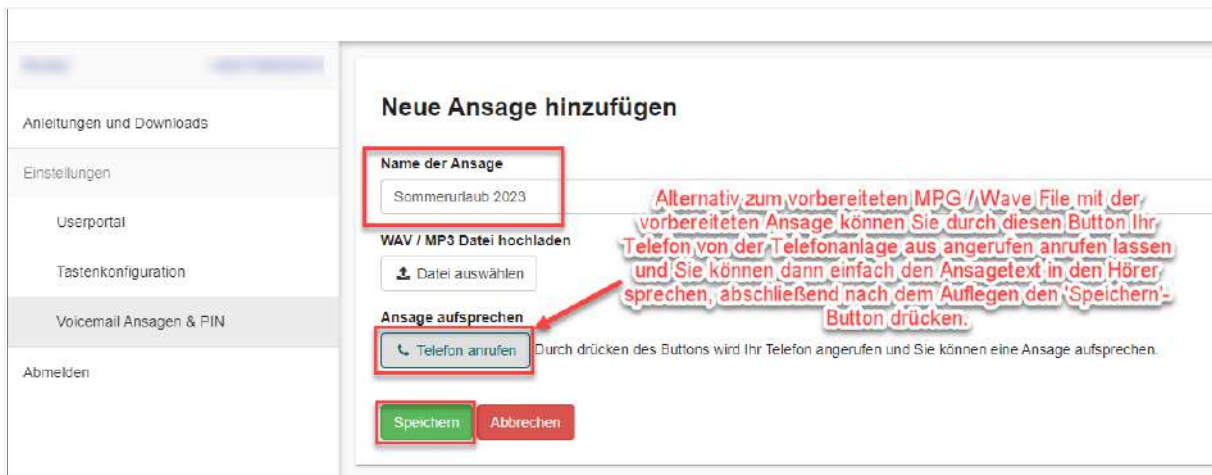 Anleitungen und Downloads
Einstellungen
Userportal
Tastenkonfiguration
Voicemail Ansagen & PIN
Abmelden
Neue Ansage hinzufügen
Name der Ansage
Sommerurlaub 2023
WAV / MP3 Datei hochladen
Datei auswählen
Ansage aufsprechen
Telefon anrufen
Durch drücken des Buttons wird Ihr Telefon angerufen und Sie können eine Ansage aufsprechen.
Speichern
Abbrechen
Alternativ zum vorbereiteten MPG / Wave File mit der
vorbereiteten Ansage können Sie durch diesen Button Ihr
Telefon von der Telefonanlage aus angerufen anrufen lassen
und Sie können dann einfach den Ansagetext in den Hörer
sprechen, abschließend nach dem Auflegen den 'Speichern'-
Button drücken.